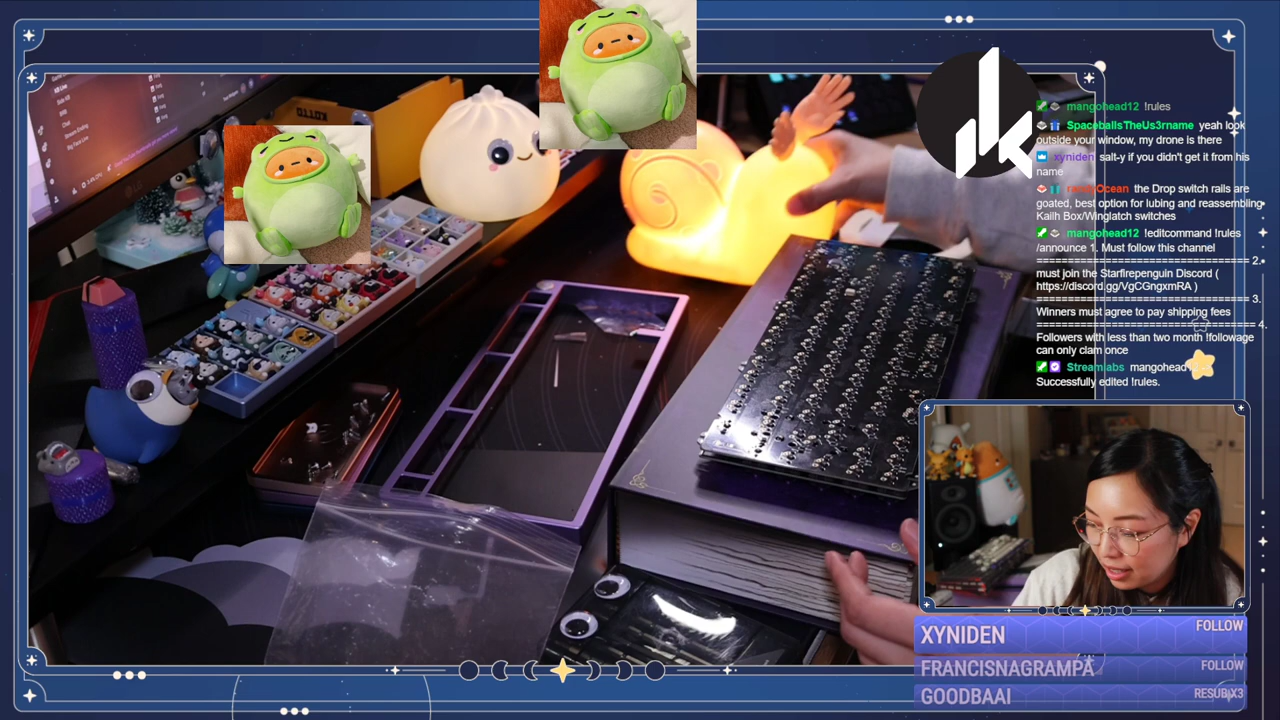 mangohead12 !rules
SpaceballsTheUs3rname yeah look
outside your window, my drone is there
xyniden salt-y if you didn't get it from his
name
the Drop switch rails are
goated, best option for lubing and reassembling
Kailh Box/Winglatch switches
mangohead12 !editcommand !rules
/announce 1. Must follow this channel
================================ 2.
must join the Starfirepenguin Discord (
https://discord.gg/VgCGngxmRA )
================================ 3.
Winners must agree to pay shipping fees
================================ 4.
Followers with less than two month !followage
can only clam once
Streamlabs mangohead
Successfully edited !rules.
XYNIDEN FOLLOW
FRANCISNAGRAMPA FOLLOW
GOODBAAI RESUB X3